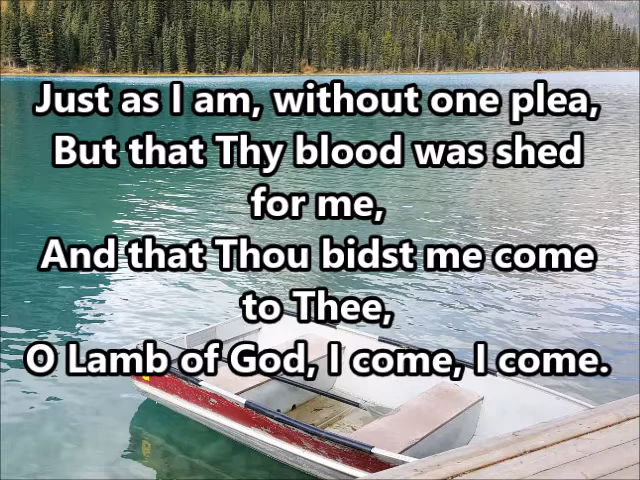 Just as I am, without one plea,
But that Thy blood was shed
for me,
And that Thou bidst me come
to Thee,
O Lamb of God, I come, I come.